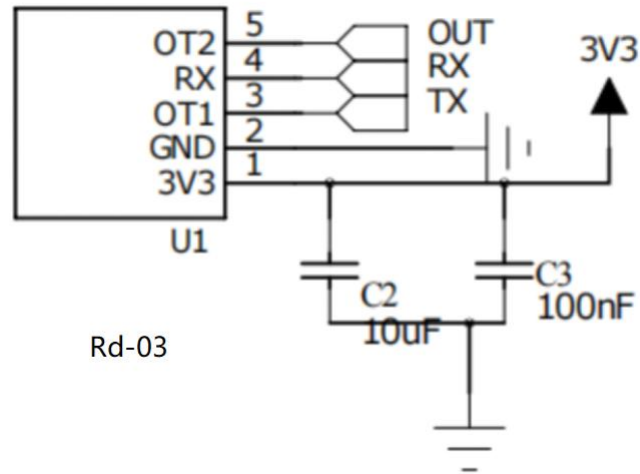 5
OT2
OUT
4
RX
RX
3
OT1
TX
2
GND
1
3V3
3V3
U1
C2
10uF
C3
100nF
Rd-03